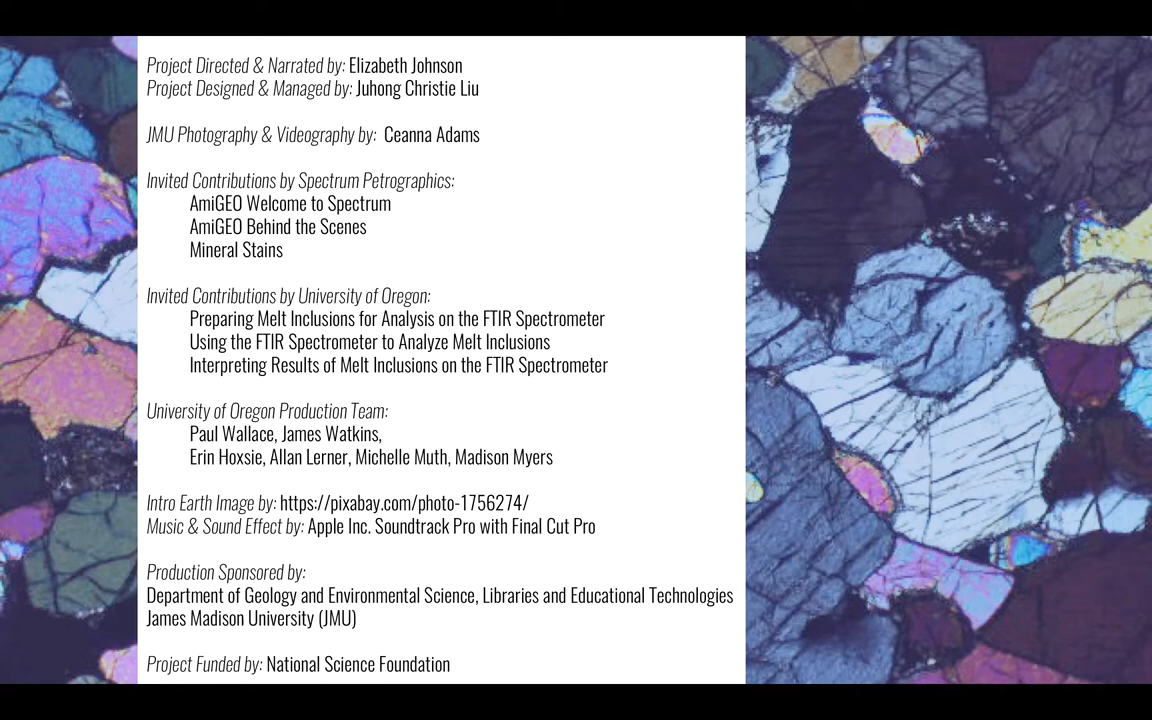 Project Directed & Narrated by: Elizabeth Johnson
Project Designed & Managed by: Juhong Christie Liu
JMU Photography & Videography by: Ceanna Adams
Invited Contributions by Spectrum Petrographics:
AmiGEO Welcome to Spectrum
AmiGEO Behind the Scenes
Mineral Stains
Invited Contributions by University of Oregon:
Preparing Melt Inclusions for Analysis on the FTIR Spectrometer
Using the FTIR Spectrometer to Analyze Melt Inclusions
Interpreting Results of Melt Inclusions on the FTIR Spectrometer
University of Oregon Production Team:
Paul Wallace, James Watkins,
Erin Hoxsie, Allan Lerner, Michelle Muth, Madison Myers
Intro Earth Image by: https://pixabay.com/photo-1756274/
Music & Sound Effect by: Apple Inc. Soundtrack Pro with Final Cut Pro
Production Sponsored by:
Department of Geology and Environmental Science, Libraries and Educational Technologies
James Madison University (JMU)
Project Funded by: National Science Foundation